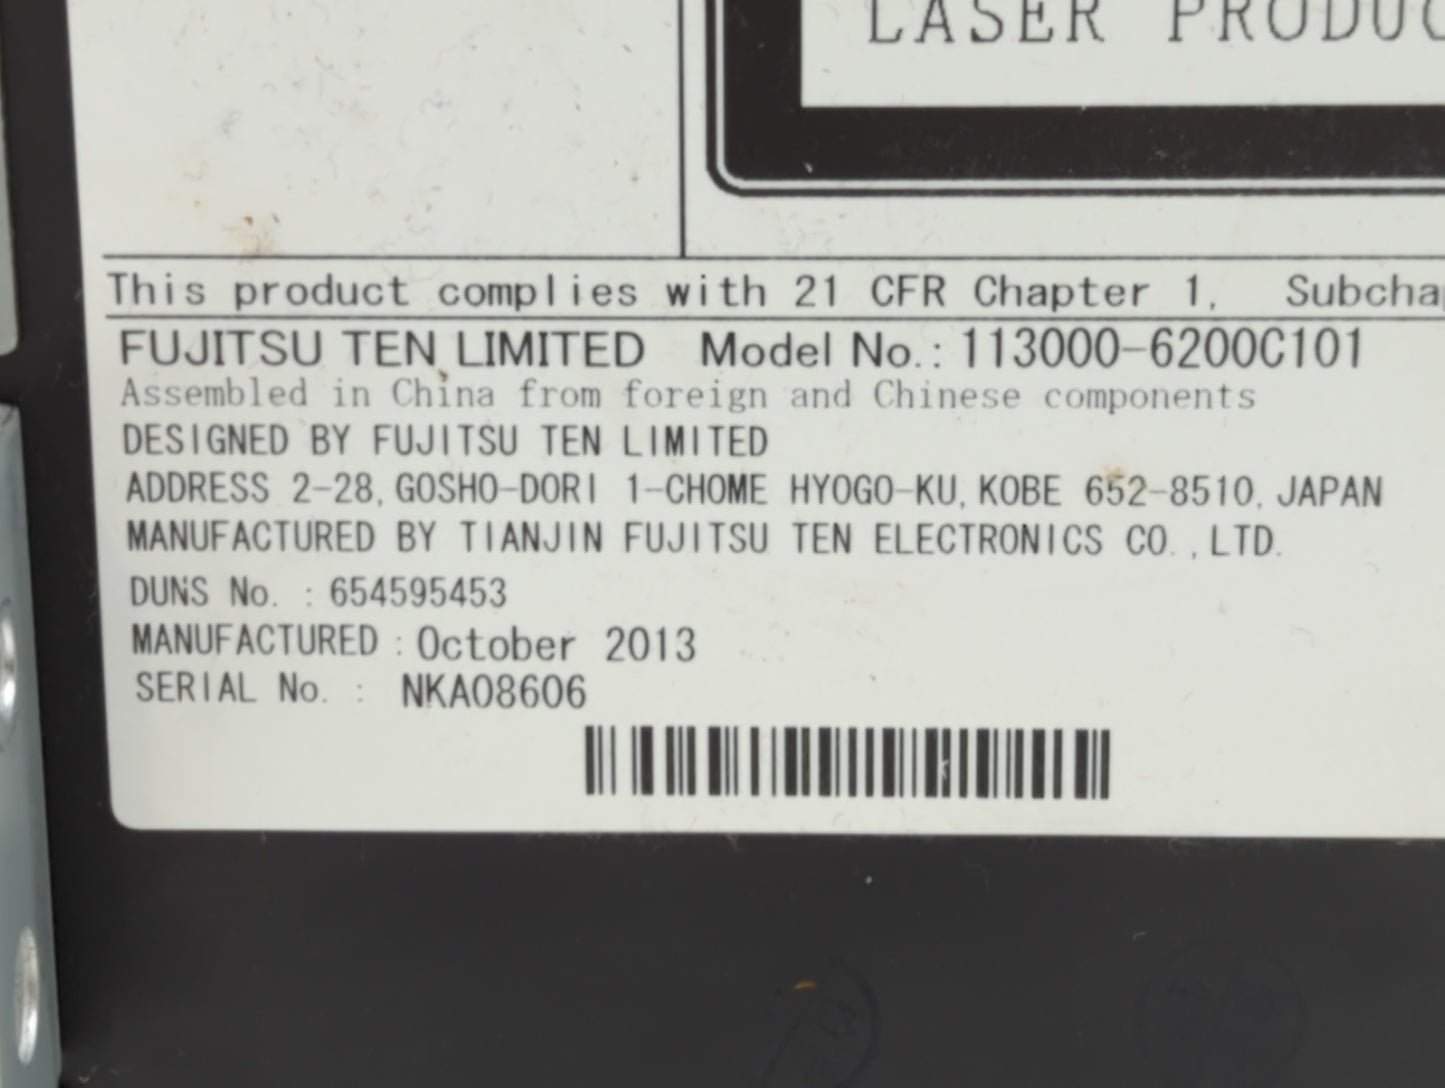 LASER PRODUC
This product complies with 21 CFR Chapter 1, Subcha
FUJITSU TEN LIMITED Model No.: 113000-6200C101
Assembled in China from foreign and Chinese components
DESIGNED BY FUJITSU TEN LIMITED
ADDRESS 2-28, GOSHO-DORI 1-CHOME HYOGO-KU, KOBE 652-8510, JAPAN
MANUFACTURED BY TIANJIN FUJITSU TEN ELECTRONICS CO., LTD.
DUNS No. : 654595453
MANUFACTURED : October 2013
SERIAL No. : NKA08606